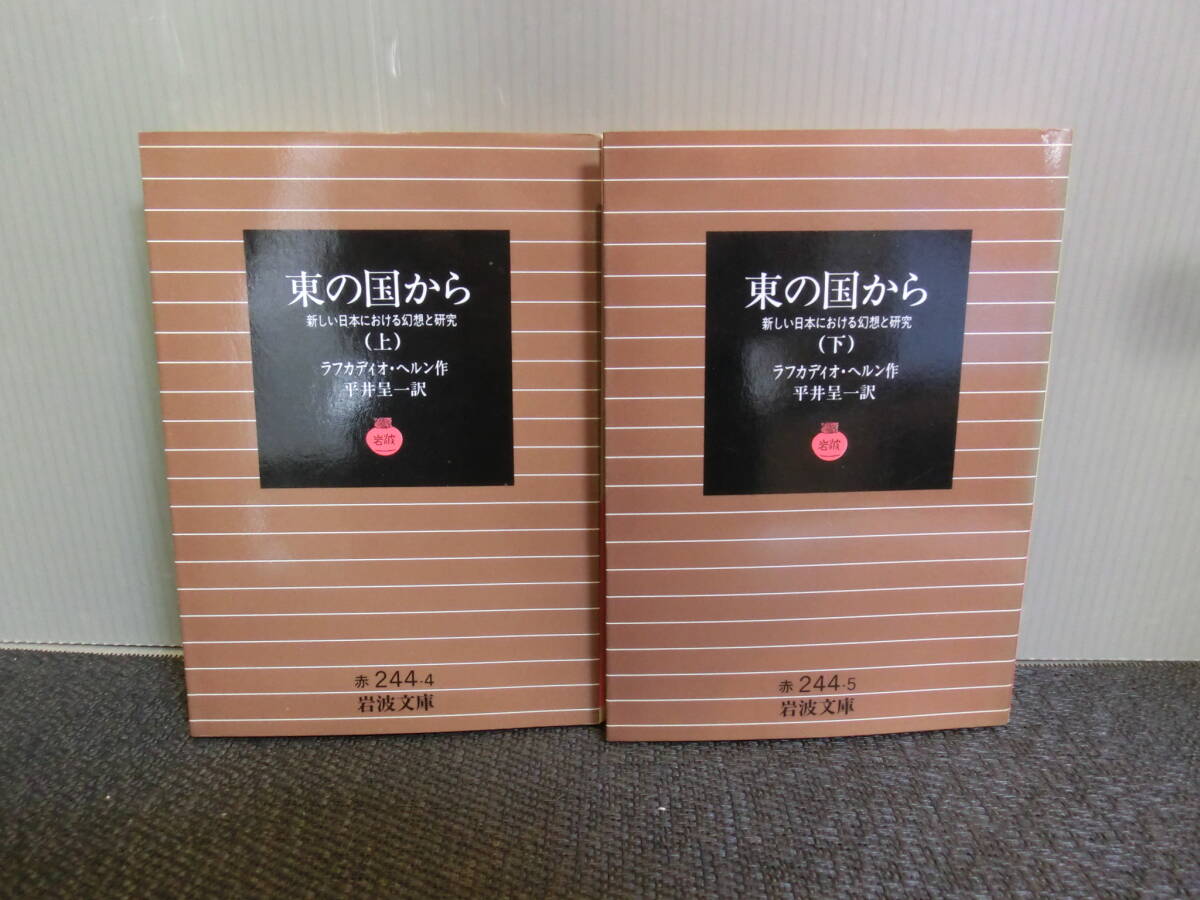 東の国から
新しい日本における幻想と研究
(上)
ラフカディオ・ヘルン作
平井呈一訳
岩波
赤 244-4
岩波文庫
東の国から
新しい日本における幻想と研究
(下)
ラフカディオ・ヘルン作
平井呈一訳
岩波
赤 244-5
岩波文庫